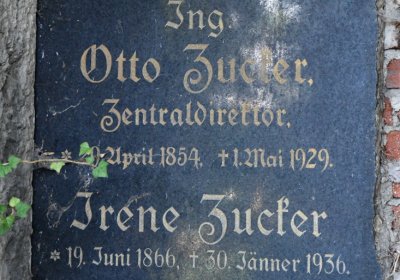 Ing.
Otto Zucker,
Zentraldirektor.
* April 1854, †1. Mai 1929.
Irene Zucker
* 19. Juni 1866, † 30. Jänner 1936.